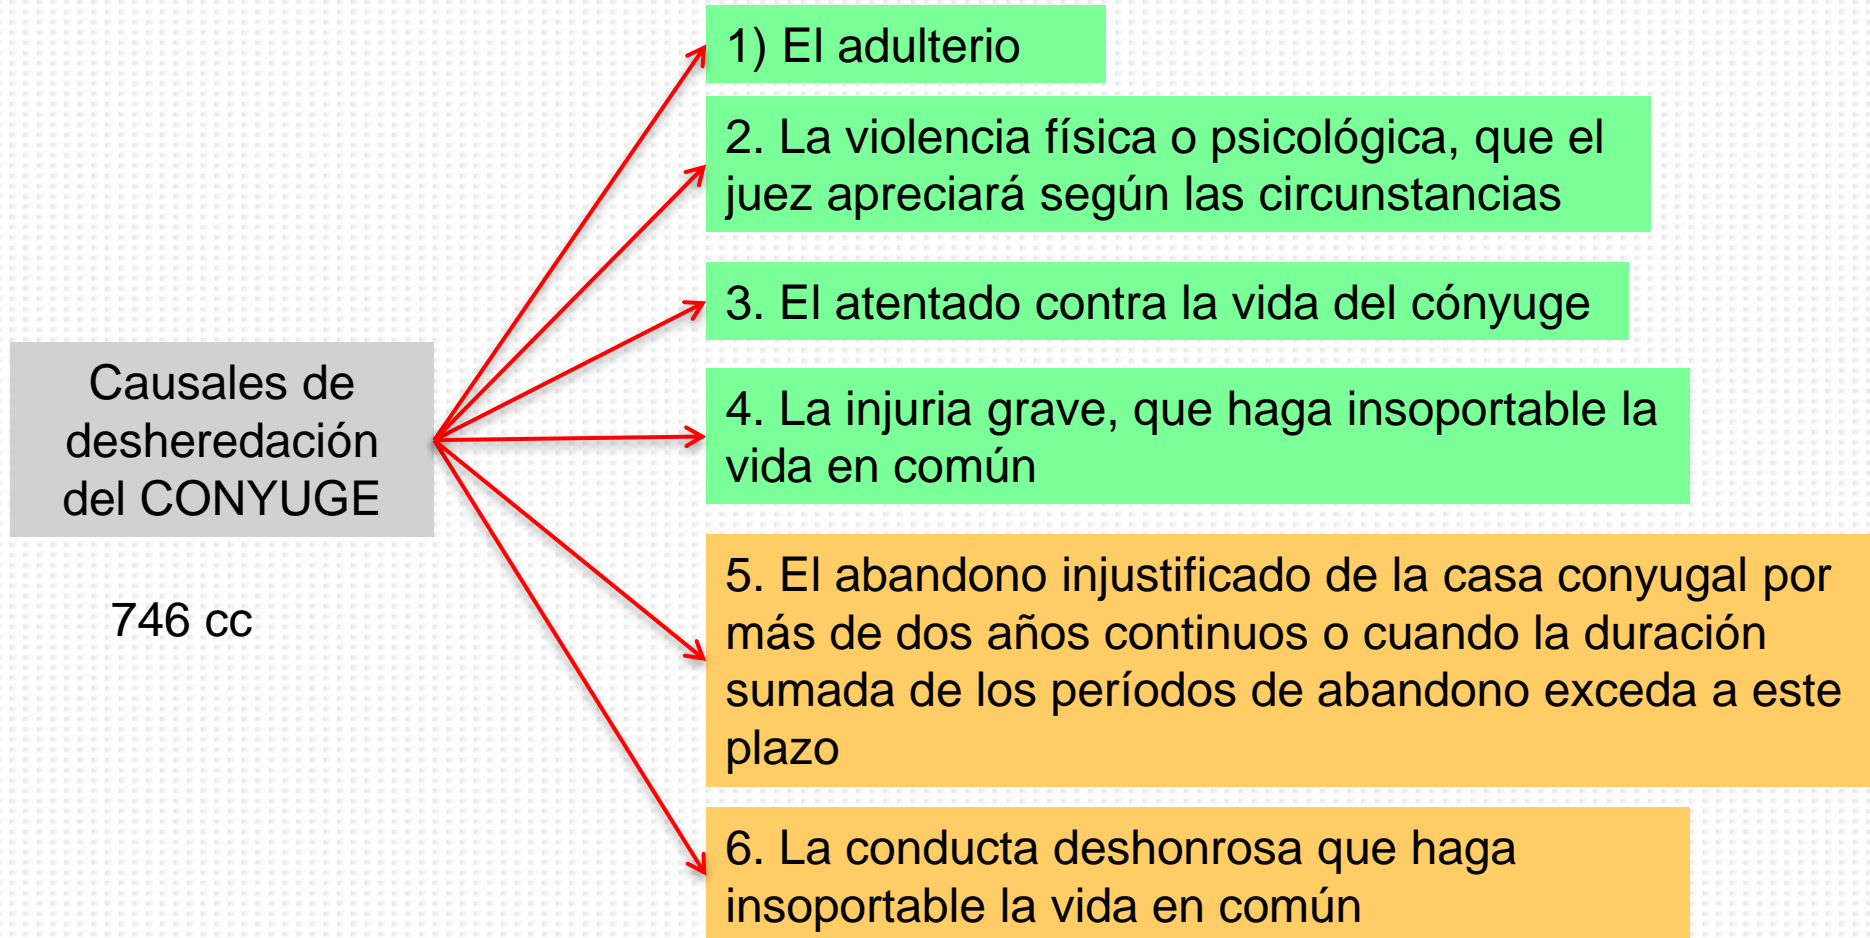 Causales de
desheredación
del CONYUGE
746 cc
1) El adulterio
2. La violencia física o psicológica, que el
juez apreciará según las circunstancias
3. El atentado contra la vida del cónyuge
4. La injuria grave, que haga insoportable la
vida en común
5. El abandono injustificado de la casa conyugal por
más de dos años continuos o cuando la duración
sumada de los períodos de abandono exceda a este
plazo
6. La conducta deshonrosa que haga
insoportable la vida en común